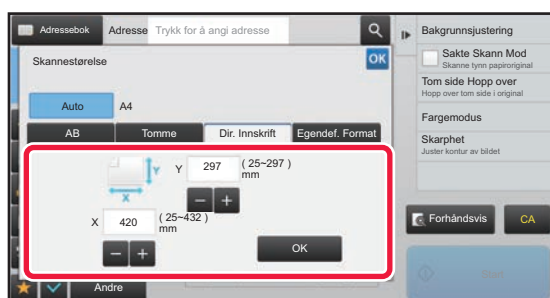 Adressebok
Adresse
Trykk for å angi adresse
Bakgrunnsjustering
Skannestørelse
OK
Sakte Skann Mod
Skanne tynn papiroriginal
Tom side Hopp over
Hopp over tom side i original
Auto
A4
Fargemodus
AB
Tomme
Dir. Innskrift
Egendef. Format
Skarphet
Juster kontur av bildet
Y
Y
297
( 25~297 )
mm
X
X
420
( 25~432 )
mm
Forhåndsvis
CA
OK
Andre
Start